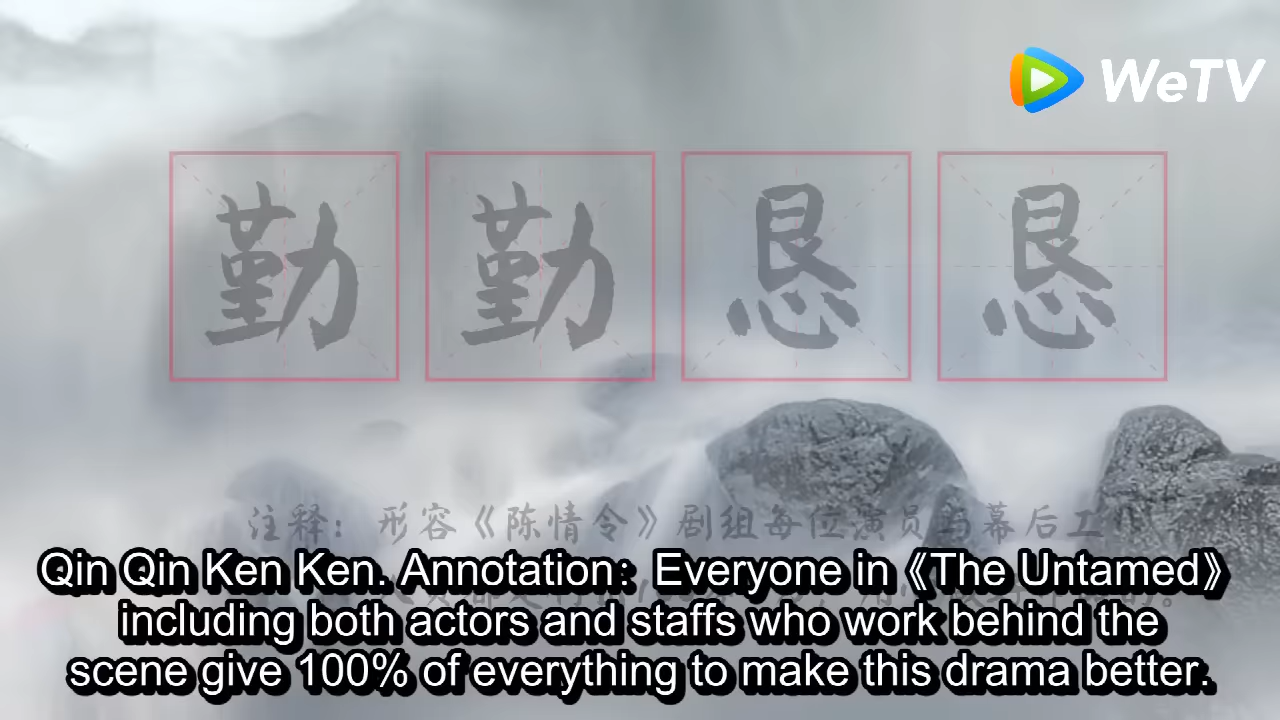 WeTV
勤勤恳恳
注释：形容《陈情令》剧组每位演员与幕后工
Qin Qin Ken Ken. Annotation：Everyone in《The Untamed》
including both actors and staffs who work behind the
scene give 100% of everything to make this drama better.